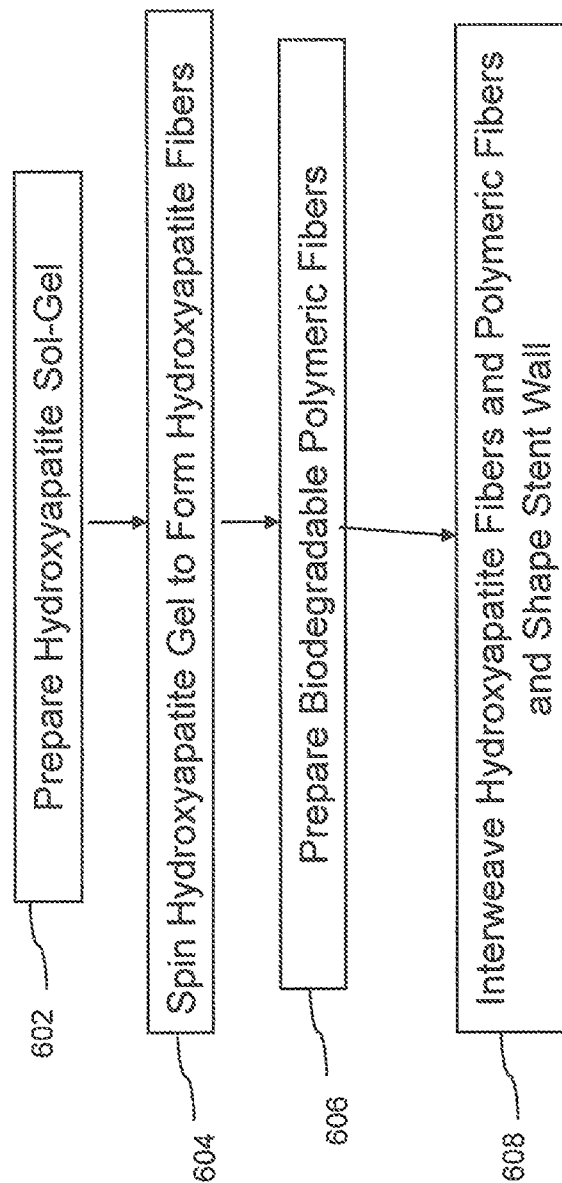 602
Prepare Hydroxyapatite Sol-Gel
604
Spin Hydroxyapatite Gel to Form Hydroxyapatite Fibers
606
Prepare Biodegradable Polymeric Fibers
608
Interweave Hydroxyapatite Fibers and Polymeric Fibers
and Shape Stent Wall